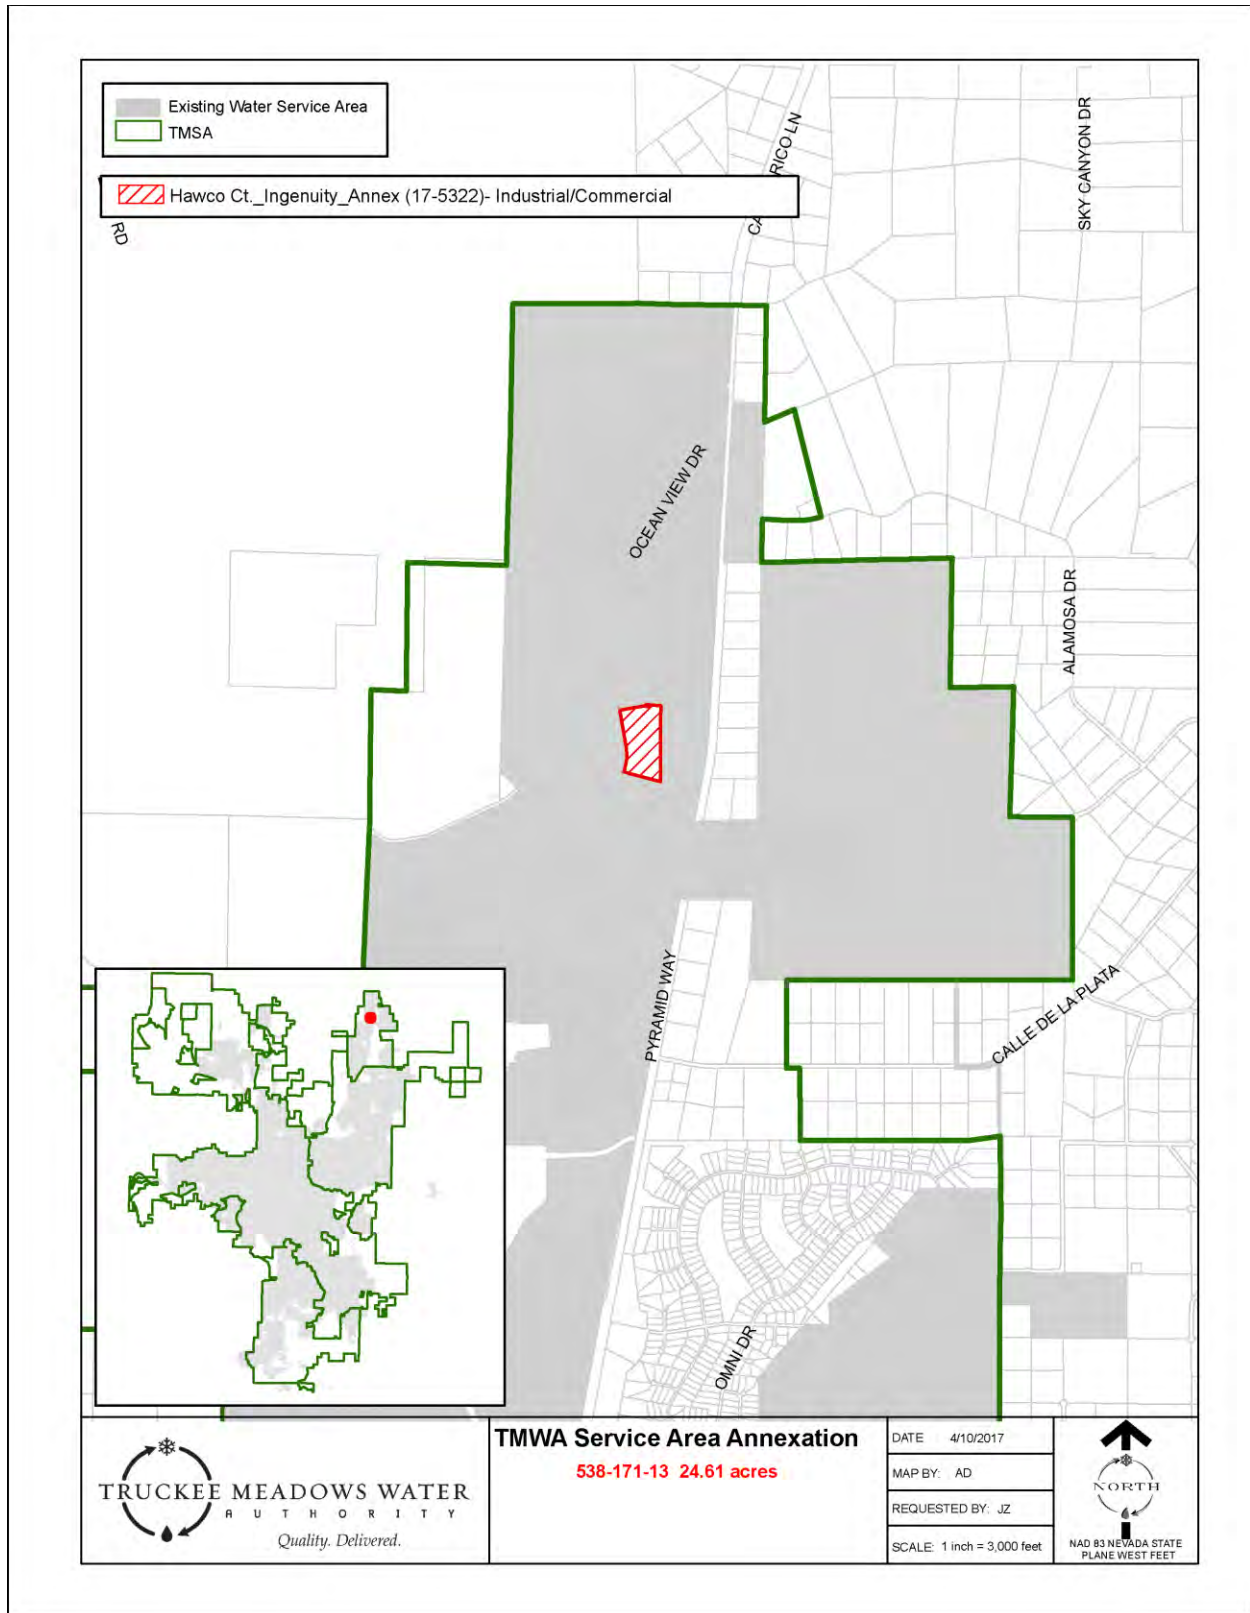 Existing Water Service Area
TMSA
Hawco Ct._Ingenuity_Annex (17-5322)- Industrial/Commercial
RD
RICO LN
CA
SKY CANYON DR
OCEAN VIEW DR
ALAMOSA DR
PYRAMID WAY
CALLE DE LA PLATA
OMNI DR
TRUCKEE MEADOWS WATER
AUTHORITY
Quality. Delivered.
TMWA Service Area Annexation
538-171-13 24.61 acres
DATE 4/10/2017
MAP BY: AD
REQUESTED BY: JZ
SCALE: 1 inch = 3,000 feet
NORTH
NAD 83 NEVADA STATE
PLANE WEST FEET